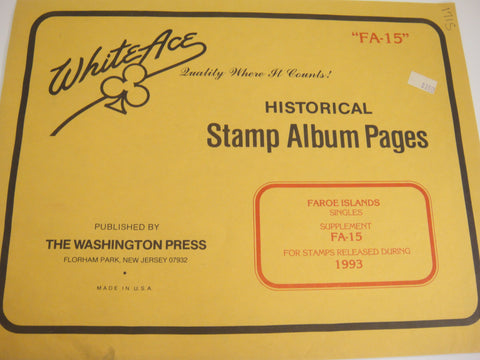 "FA-15"
White Ace
Quality Where It Counts!
HISTORICAL
Stamp Album Pages
FAROE ISLANDS
SINGLES
SUPPLEMENT
FA-15
FOR STAMPS RELEASED DURING
1993
PUBLISHED BY
THE WASHINGTON PRESS
FLORHAM PARK, NEW JERSEY 07932
MADE IN U.S.A.